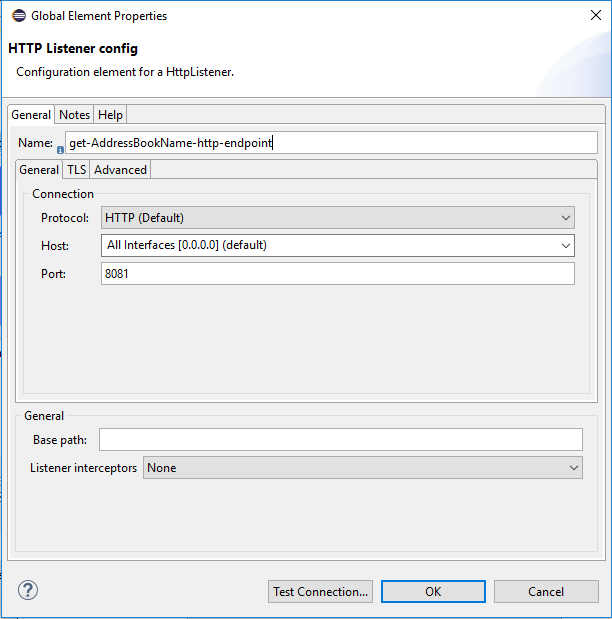 Global Element Properties
HTTP Listener config
Configuration element for a HttpListener.
General Notes Help
Name: get-AddressBookName-http-endpoint
General TLS Advanced
Connection
Protocol: HTTP (Default)
Host: All Interfaces [0.0.0.0] (default)
Port: 8081
General
Base path:
Listener interceptors None
? Test Connection... OK Cancel